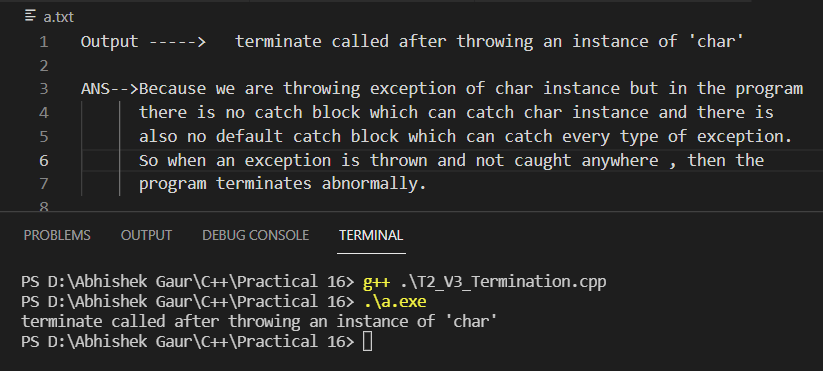 a.txt
1 Output -----> terminate called after throwing an instance of 'char'
2
3 ANS-->Because we are throwing exception of char instance but in the program
4 there is no catch block which can catch char instance and there is
5 also no default catch block which can catch every type of exception.
6 So when an exception is thrown and not caught anywhere , then the
7 program terminates abnormally.
8
PROBLEMS OUTPUT DEBUG CONSOLE TERMINAL
PS D:\Abhishek Gaur\C++\Practical 16> g++ .\T2_V3_Termination.cpp
PS D:\Abhishek Gaur\C++\Practical 16> .\a.exe
terminate called after throwing an instance of 'char'
PS D:\Abhishek Gaur\C++\Practical 16>